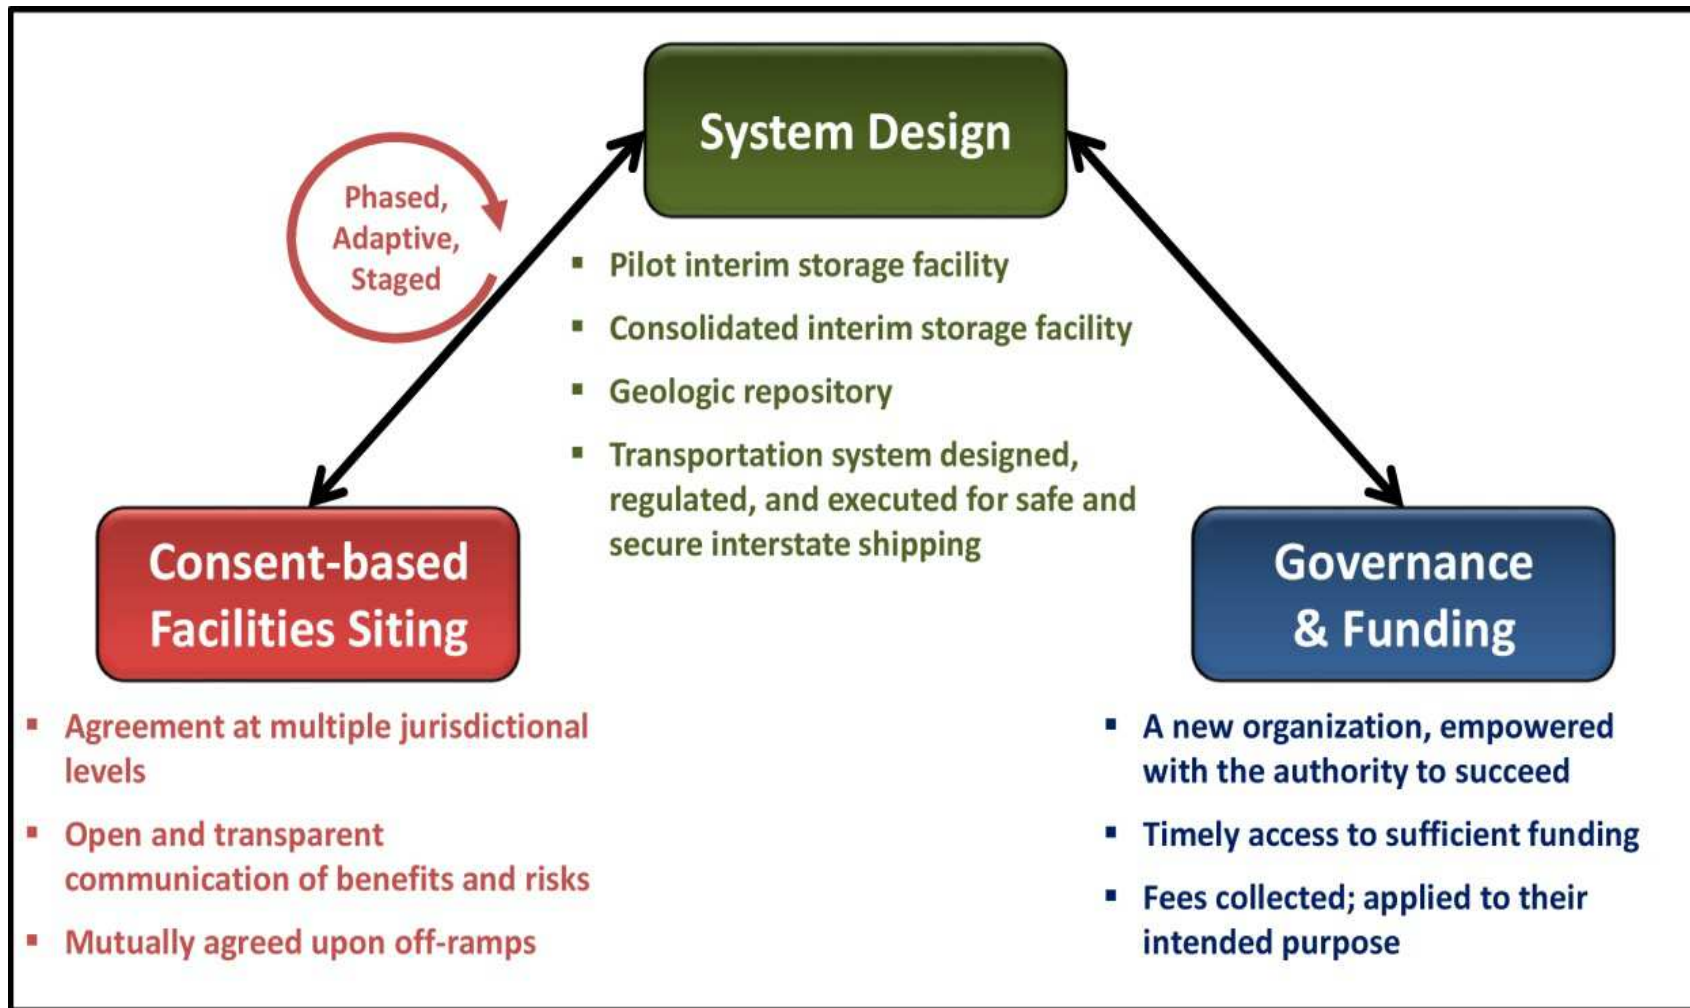 System Design
Phased,
Adaptive,
Staged
▪ Pilot interim storage facility
▪ Consolidated interim storage facility
▪ Geologic repository
▪ Transportation system designed,
regulated, and executed for safe and
secure interstate shipping
Consent-based
Facilities Siting
▪ Agreement at multiple jurisdictional
levels
▪ Open and transparent
communication of benefits and risks
▪ Mutually agreed upon off-ramps
Governance
& Funding
▪ A new organization, empowered
with the authority to succeed
▪ Timely access to sufficient funding
▪ Fees collected; applied to their
intended purpose